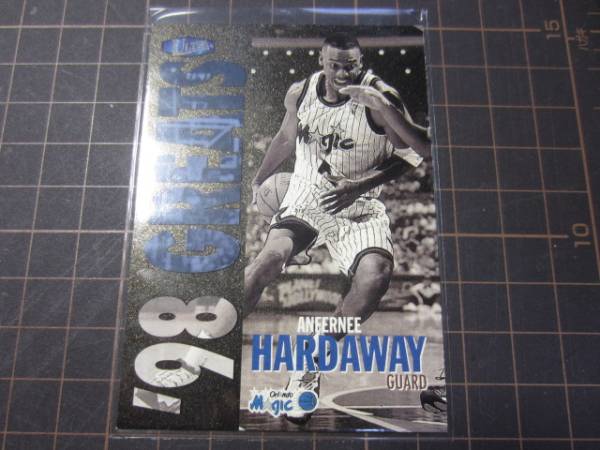 ULTRA
'98 GREATS
Magic
ANFERNEE
HARDAWAY
GUARD
Orlando
Magic
15
10